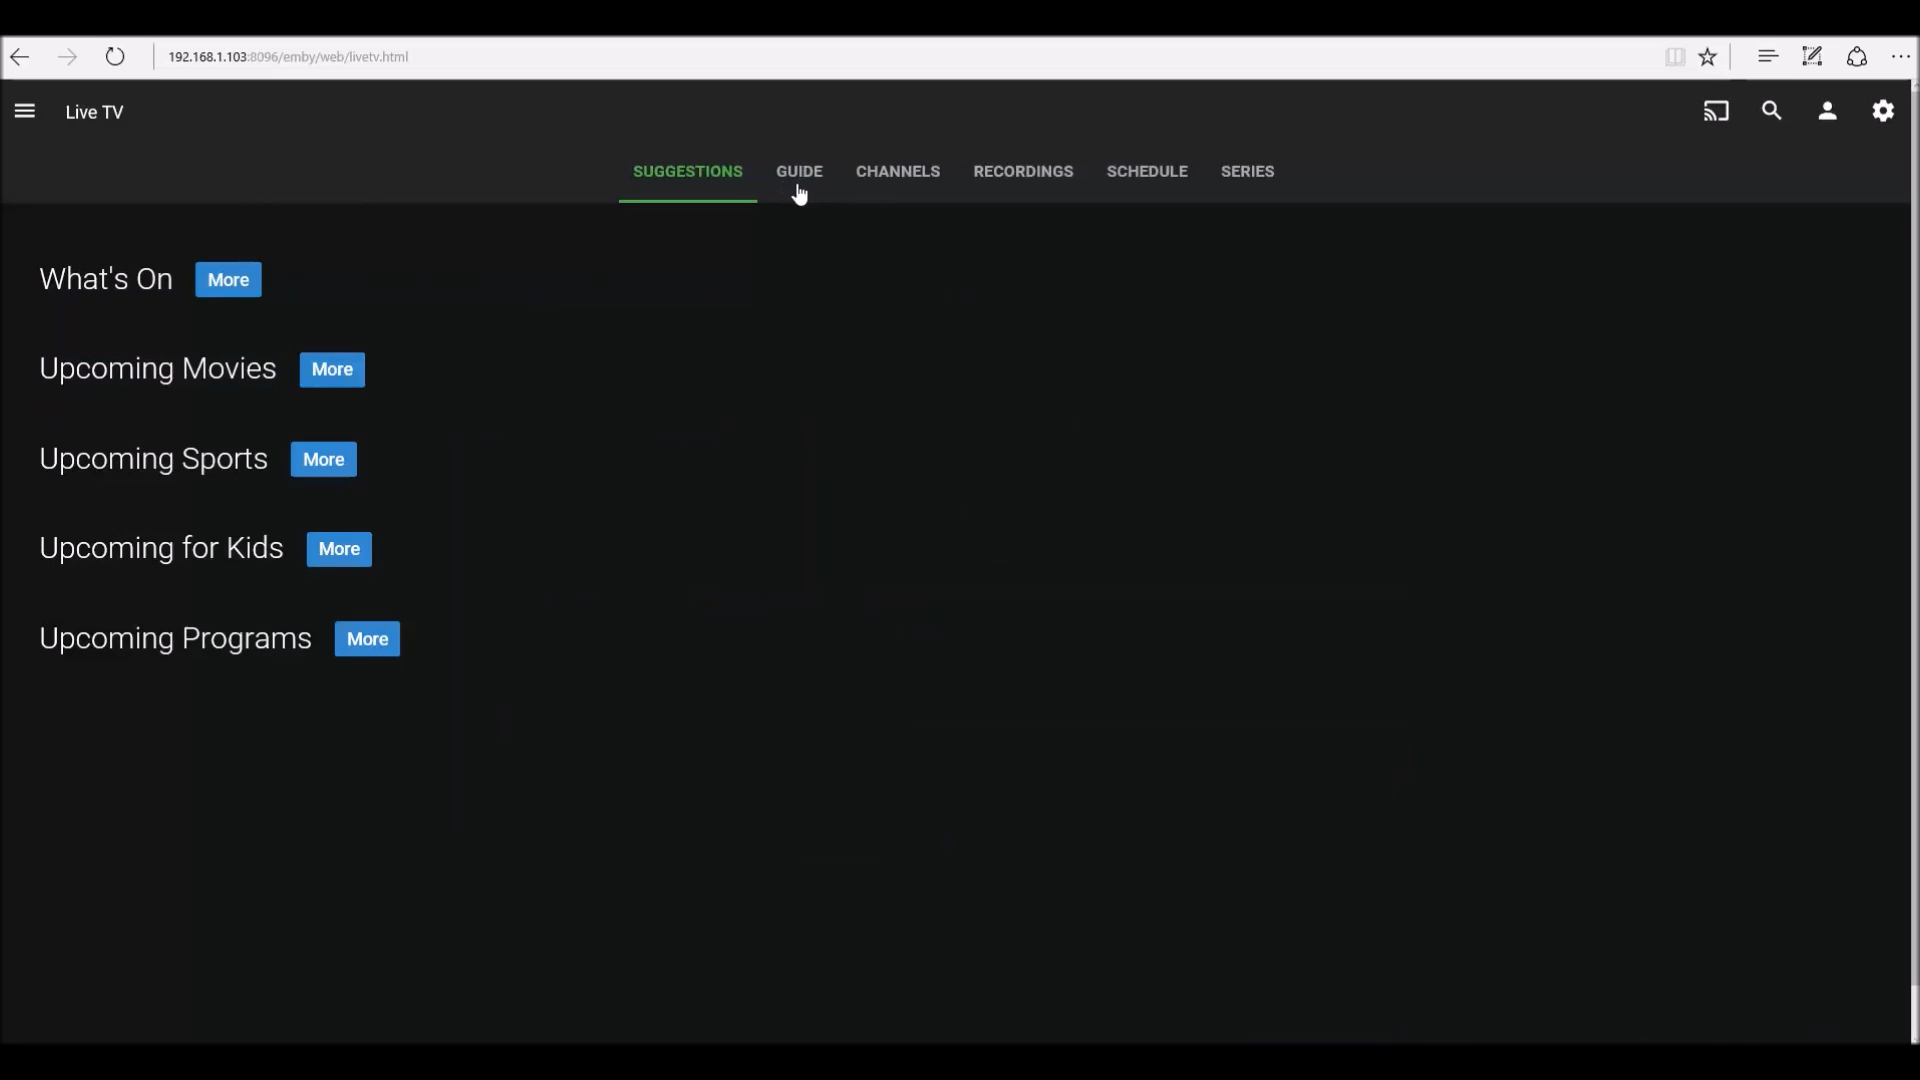 192.168.1.103:8096/emby/web/livetv.html
Live TV
SUGGESTIONS GUIDE CHANNELS RECORDINGS SCHEDULE SERIES
What's On More
Upcoming Movies More
Upcoming Sports More
Upcoming for Kids More
Upcoming Programs More